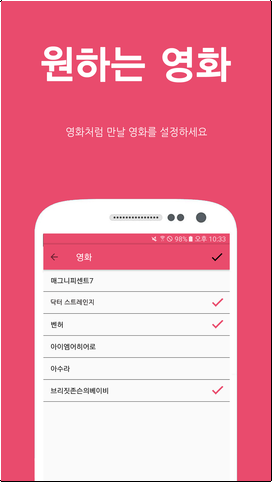 원하는 영화
영화처럼 만날 영화를 설정하세요
98% 오후 10:33
영화
매그니피센트7
닥터 스트레인지
벤허
아이엠어히어로
아수라
브리짓존슨의베이비